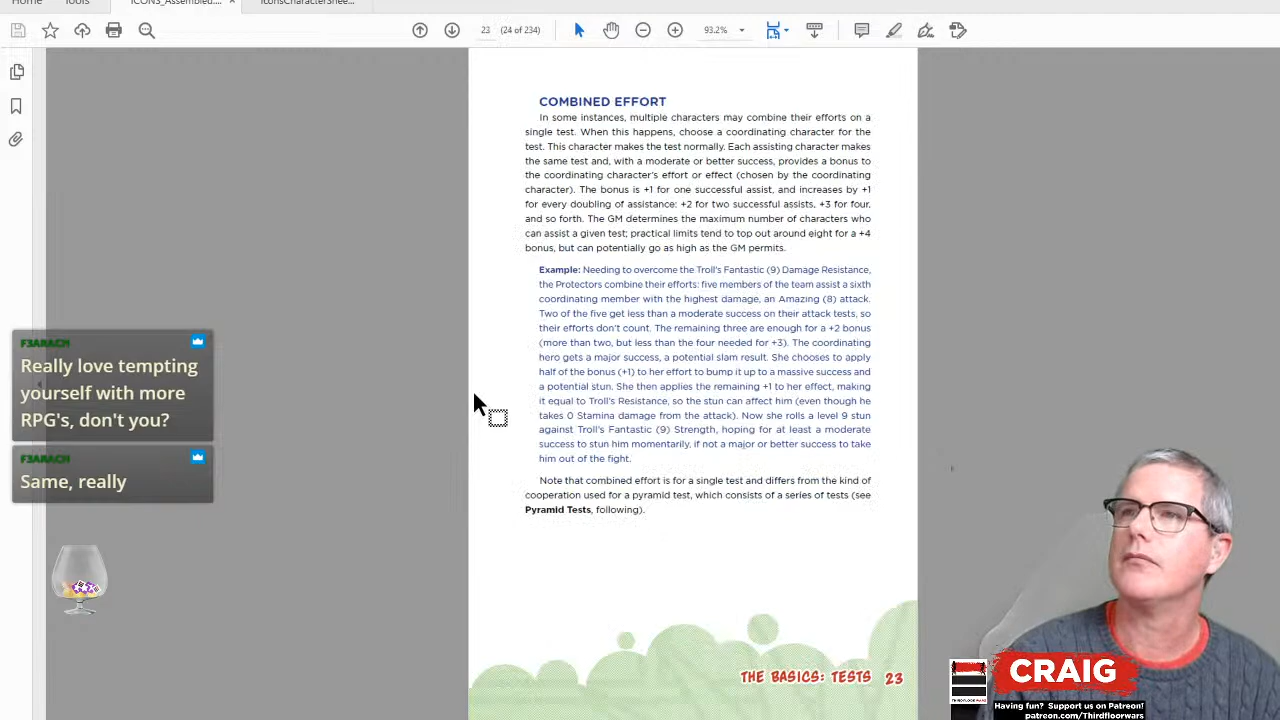 Home
Tools
ICONS_Assembled....
IconsCharacterShee...
23
(24 of 234)
93.2%
COMBINED EFFORT
In some instances, multiple characters may combine their efforts on a
single test. When this happens, choose a coordinating character for the
test. This character makes the test normally. Each assisting character makes
the same test and, with a moderate or better success, provides a bonus to
the coordinating character's effort or effect (chosen by the coordinating
character). The bonus is +1 for one successful assist, and increases by +1
for every doubling of assistance: +2 for two successful assists, +3 for four,
and so forth. The GM determines the maximum number of characters who
can assist a given test; practical limits tend to top out around eight for a +4
bonus, but can potentially go as high as the GM permits.
Example: Needing to overcome the Troll's Fantastic (9) Damage Resistance,
the Protectors combine their efforts: five members of the team assist a sixth
coordinating member with the highest damage, an Amazing (8) attack.
Two of the five get less than a moderate success on their attack tests, so
their efforts don't count. The remaining three are enough for a +2 bonus
(more than two, but less than the four needed for +3). The coordinating
hero gets a major success, a potential slam result. She chooses to apply
half of the bonus (+1) to her effort to bump it up to a massive success and
a potential stun. She then applies the remaining +1 to her effect, making
it equal to Troll's Resistance, so the stun can affect him (even though he
takes 0 Stamina damage from the attack). Now she rolls a level 9 stun
against Troll's Fantastic (9) Strength, hoping for at least a moderate
success to stun him momentarily, if not a major or better success to take
him out of the fight.
Note that combined effort is for a single test and differs from the kind of
cooperation used for a pyramid test, which consists of a series of tests (see
Pyramid Tests, following).
THE BASICS: TESTS 23
F3ARACH
Really love tempting
yourself with more
RPG's, don't you?
F3ARACH
Same, really
CRAIG
THIRDFLOORWARS
Having fun? Support us on Patreon!
patreon.com/Thirdfloorwars